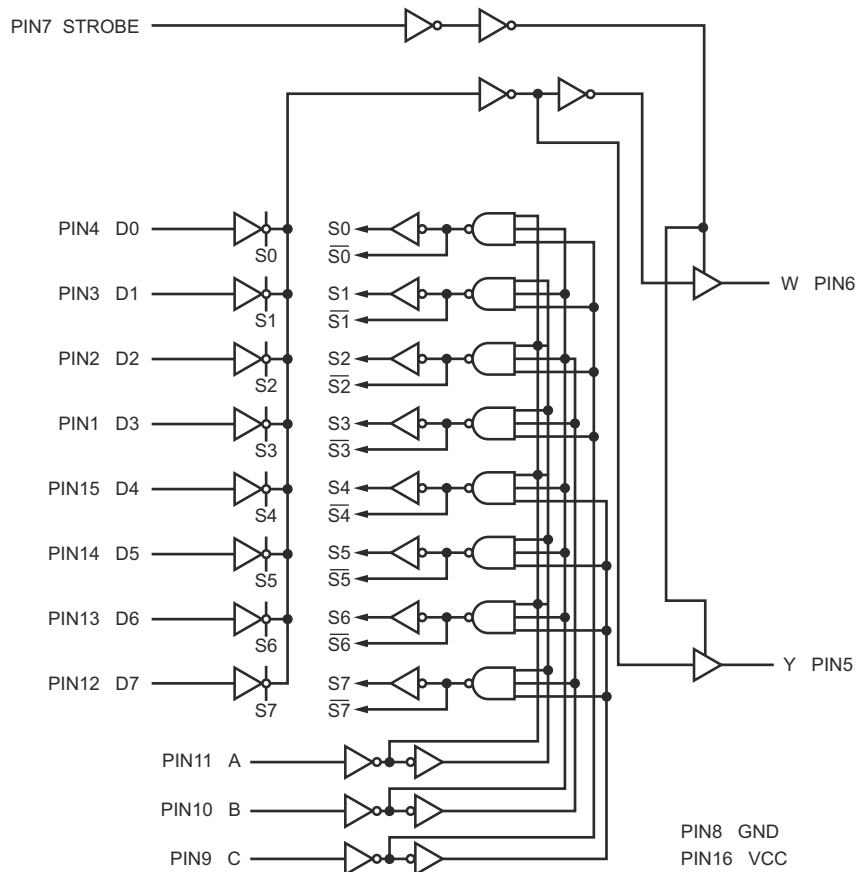 PIN7 STROBE
PIN4 D0
S0
S0
S0
PIN3 D1
S1
S1
S1
W PIN6
PIN2 D2
S2
S2
S2
PIN1 D3
S3
S3
S3
PIN15 D4
S4
S4
S4
PIN14 D5
S5
S5
S5
PIN13 D6
S6
S6
S6
Y PIN5
PIN12 D7
S7
S7
S7
PIN11 A
PIN10 B
PIN8 GND
PIN9 C
PIN16 VCC